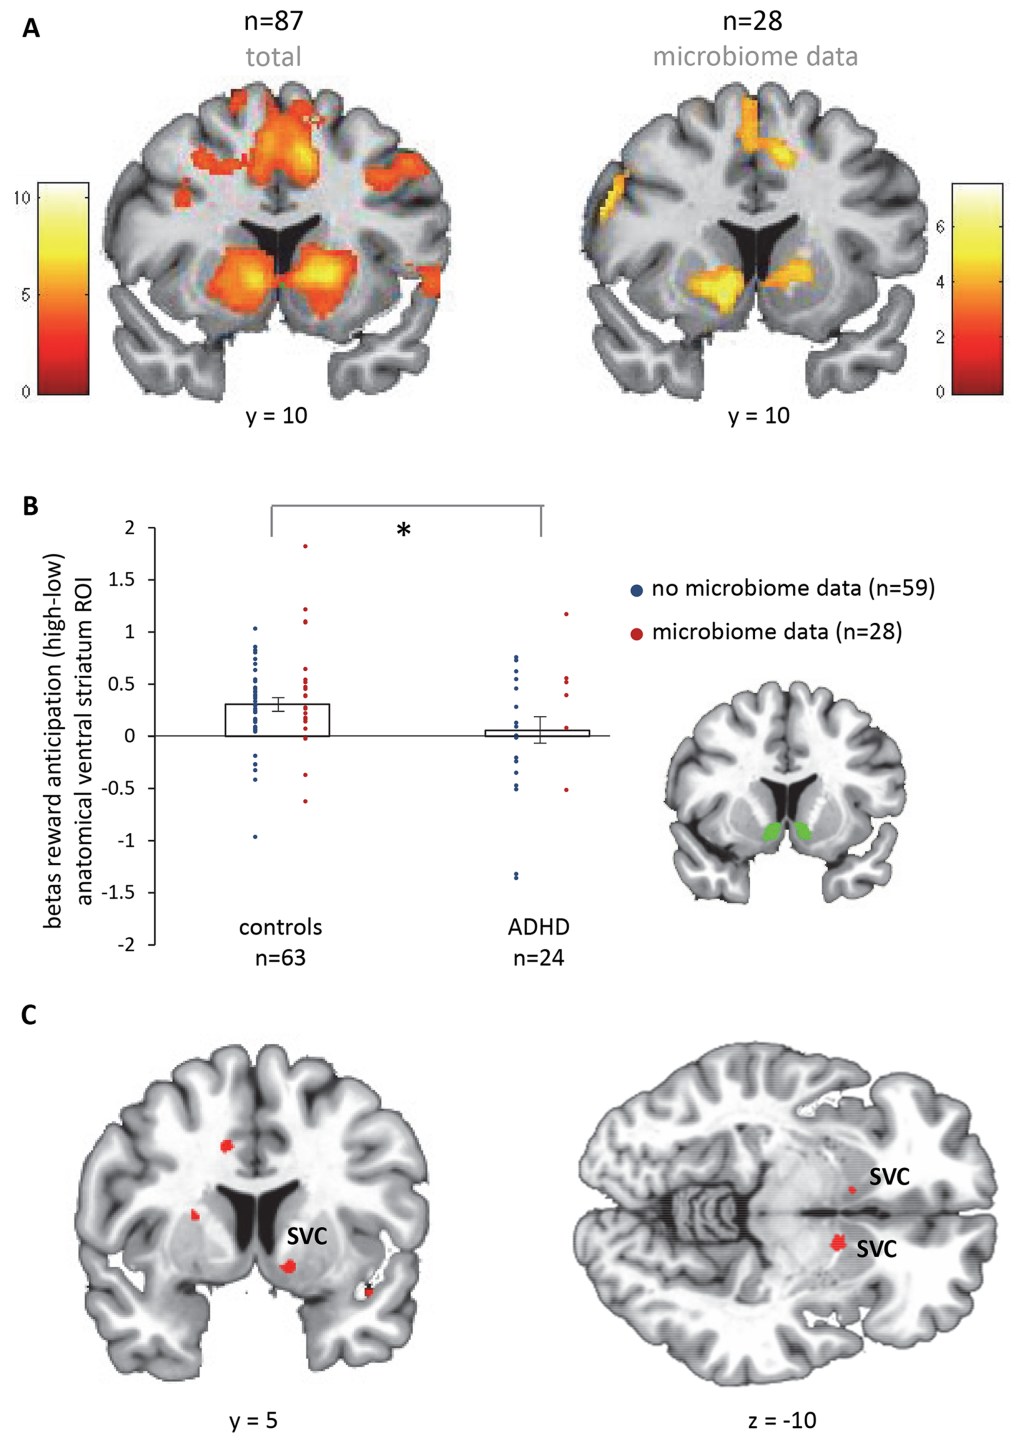 A
n=87
total
n=28
microbiome data
10
5
0
6
4
2
0
y = 10
y = 10
B
*
2
1.5
1
0.5
0
-0.5
-1
-1.5
-2
betas reward anticipation (high-low)
anatomical ventral striatum ROI
no microbiome data (n=59)
microbiome data (n=28)
controls
n=63
ADHD
n=24
C
SVC
SVC
SVC
y = 5
z = -10